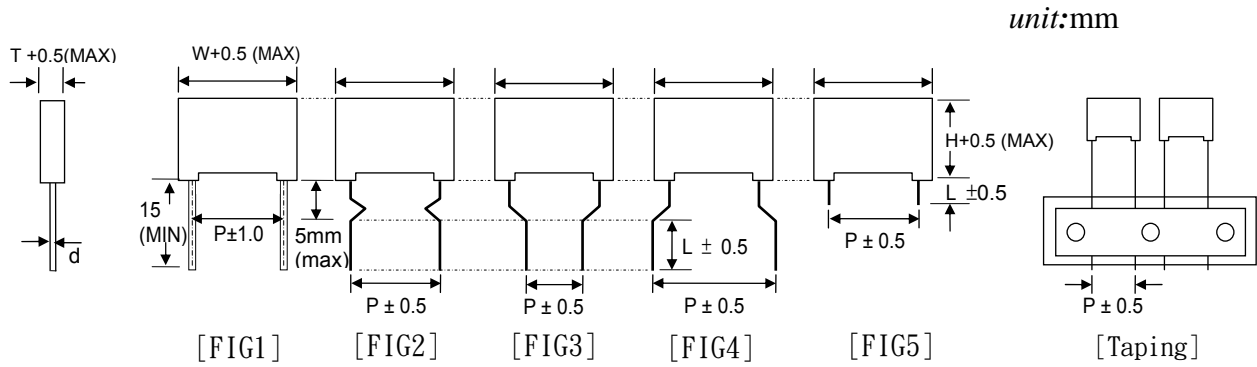 unit:mm
T +0.5(MAX)
W+0.5 (MAX)
H+0.5 (MAX)
15
(MIN)
P±1.0
5mm
(max)
L ± 0.5
L ±0.5
d
P ± 0.5
P ± 0.5
P ± 0.5
P ± 0.5
P ± 0.5
[FIG1]
[FIG2]
[FIG3]
[FIG4]
[FIG5]
[Taping]